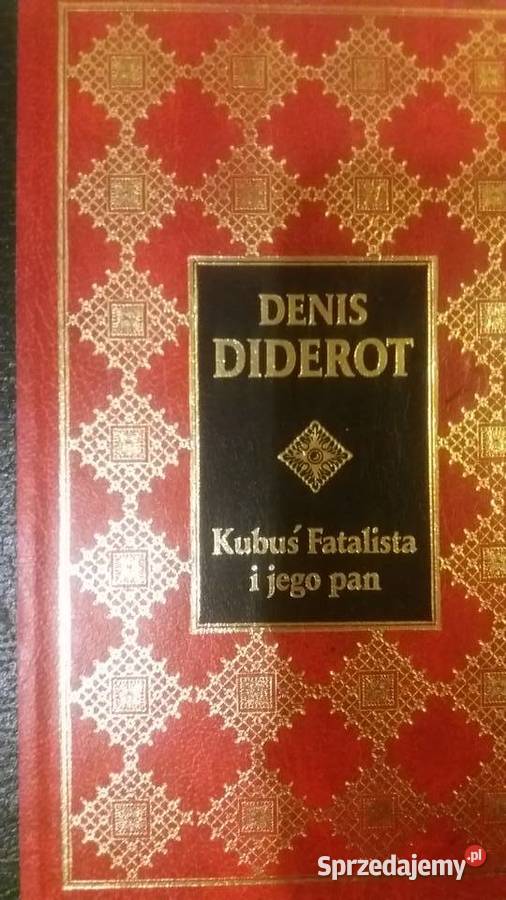 DENIS
DIDEROT
Kubuś Fatalista
i jego pan
Sprzedajemy.pl